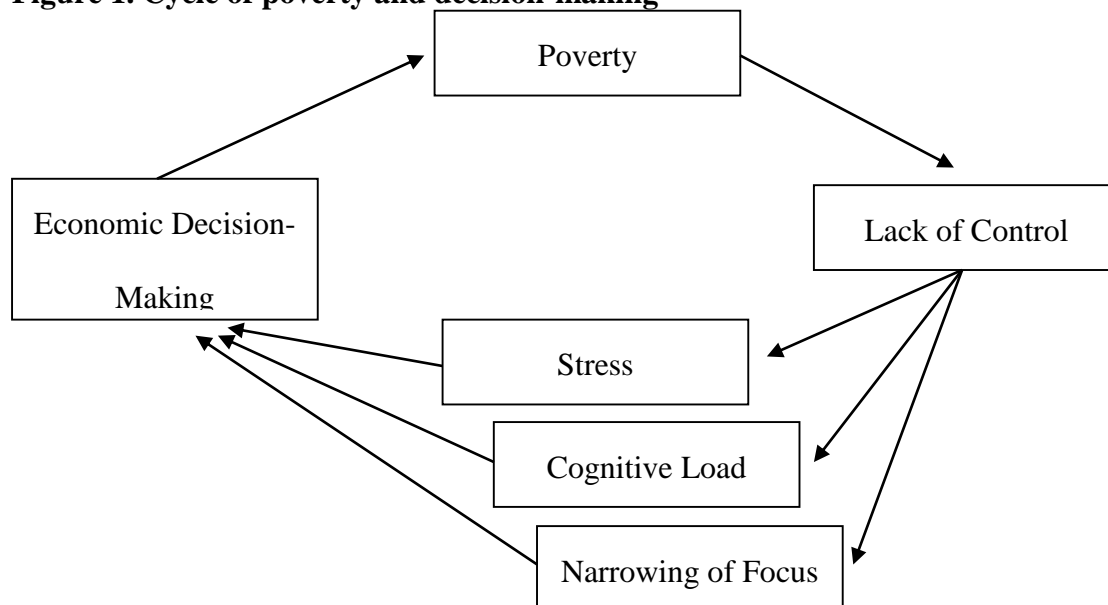 Figure 1. Cycle of poverty and decision-making
Poverty
Economic Decision-
Making
Lack of Control
Stress
Cognitive Load
Narrowing of Focus